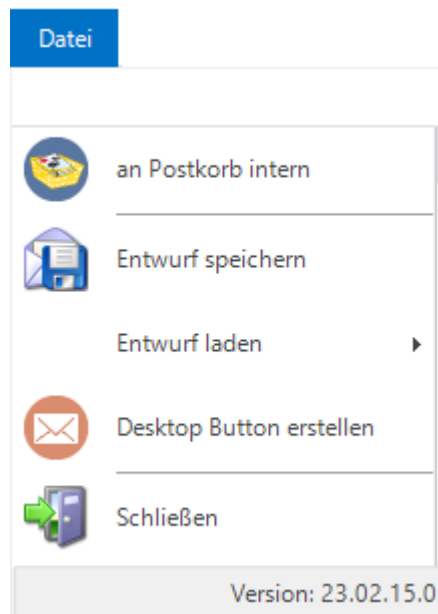 Datei
an Postkorb intern
Entwurf speichern
Entwurf laden
Desktop Button erstellen
Schließen
Version: 23.02.15.0